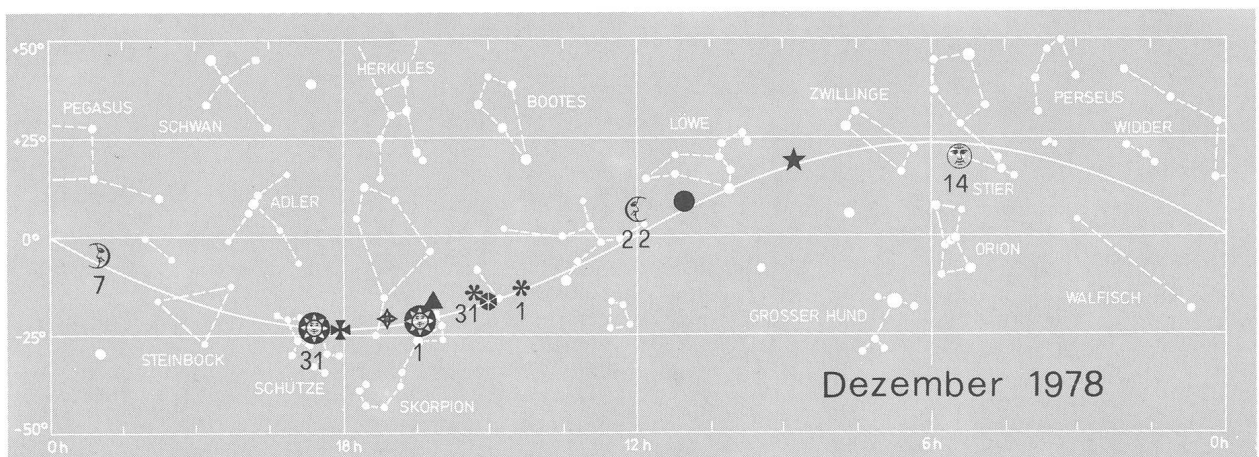 +50°
HERKULES
PEGASUS
SCHWAN
BOOTES
ZWILLINGE
PERSEUS
LÖWE
WIDDER
+25°
14
STIER
ADLER
0°
22
ORION
7
31
1
WALFISCH
GROSSER HUND
-25°
31
1
STEINBOCK
SCHÜTZE
SKORPION
Dezember 1978
-50°
0h
18h
12h
6h
0h